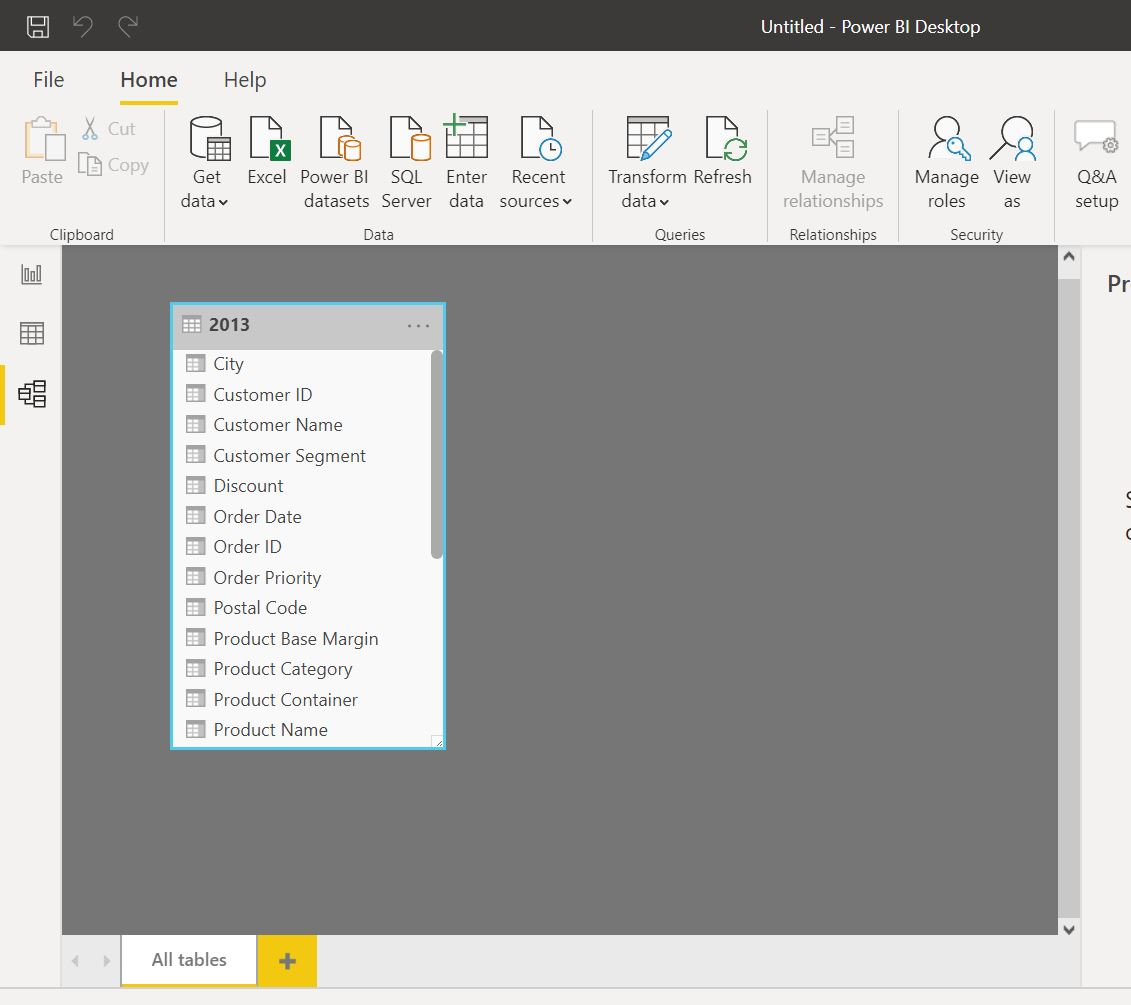 Untitled - Power BI Desktop
File Home Help
Paste
Cut
Copy
Get data
Excel
Power BI datasets
SQL Server
Enter data
Recent sources
Transform data
Refresh
Manage relationships
Manage roles
View as
Q&A setup
Clipboard
Data
Queries
Relationships
Security
2013
City
Customer ID
Customer Name
Customer Segment
Discount
Order Date
Order ID
Order Priority
Postal Code
Product Base Margin
Product Category
Product Container
Product Name
All tables
Pr